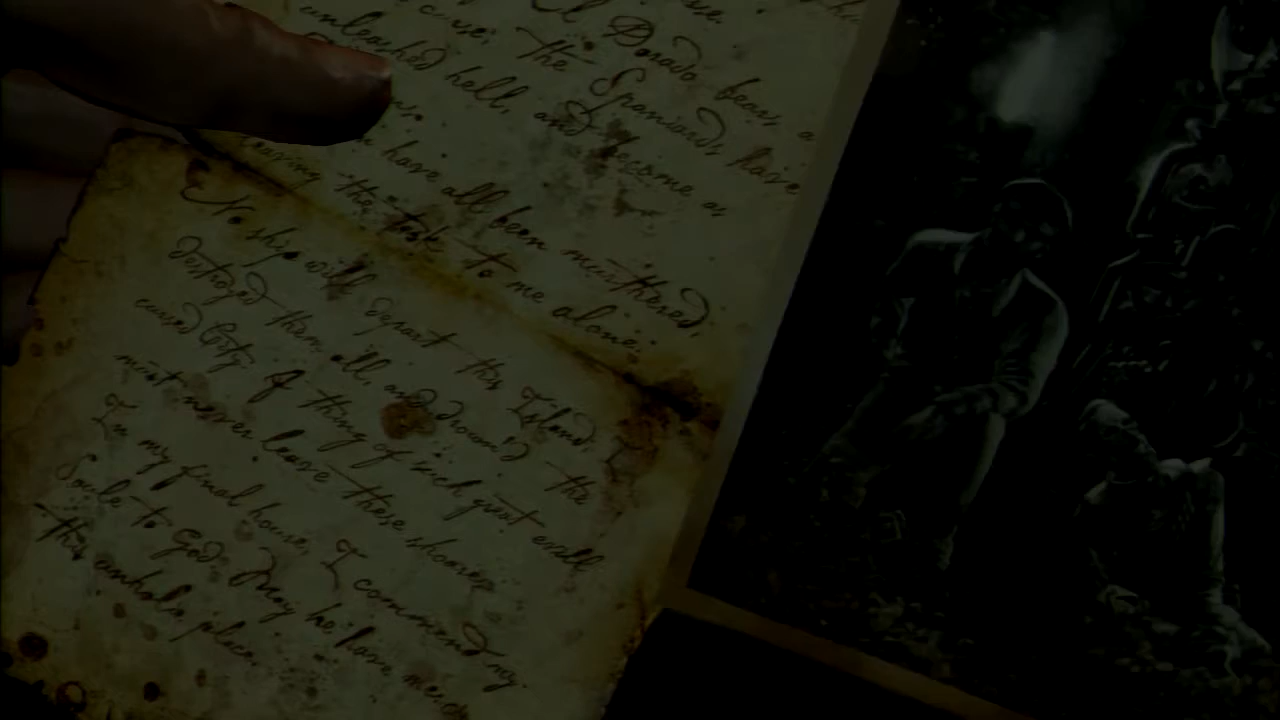 El Dorado bears a
curse; the Spaniards have
unleashed hell, and become as
have all been murthered,
leaving the task to me alone.
No ship will depart this Island; I
destroyed them all, and drown'd the
cursed City. A thing of such great evill
must never leave these shores.
In my final houre, I commend my
Soule to God. May he have mercy
this unholy place.